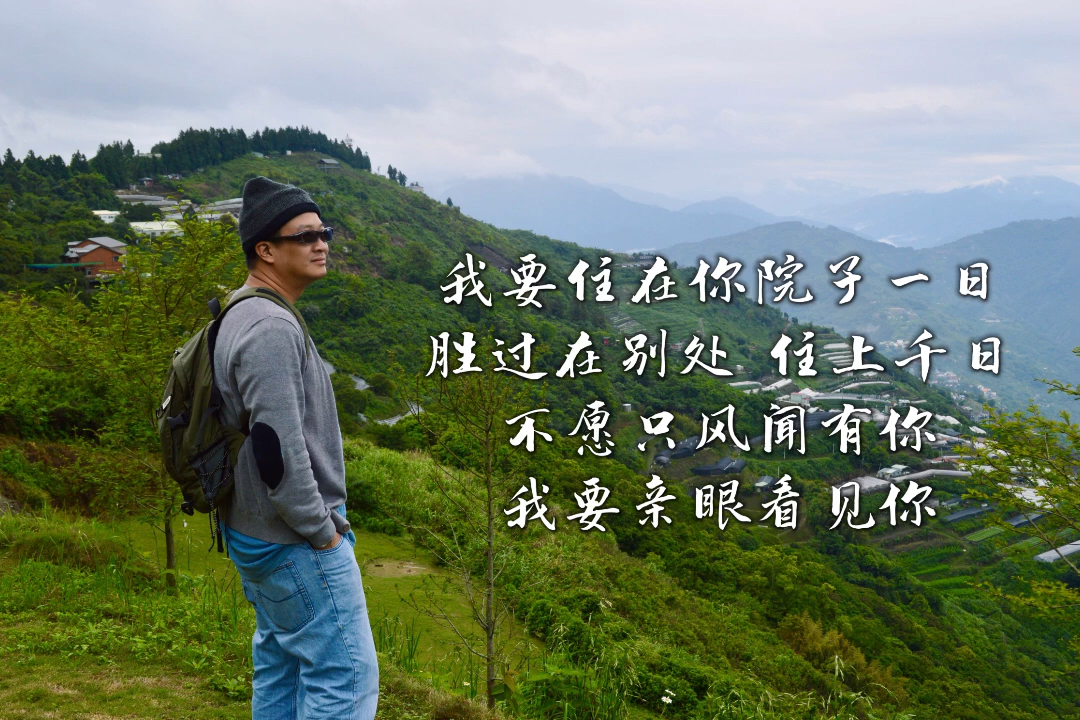 我要住在你院子一日
胜过在别处 住上千日
不愿只风闻有你
我要亲眼看见你